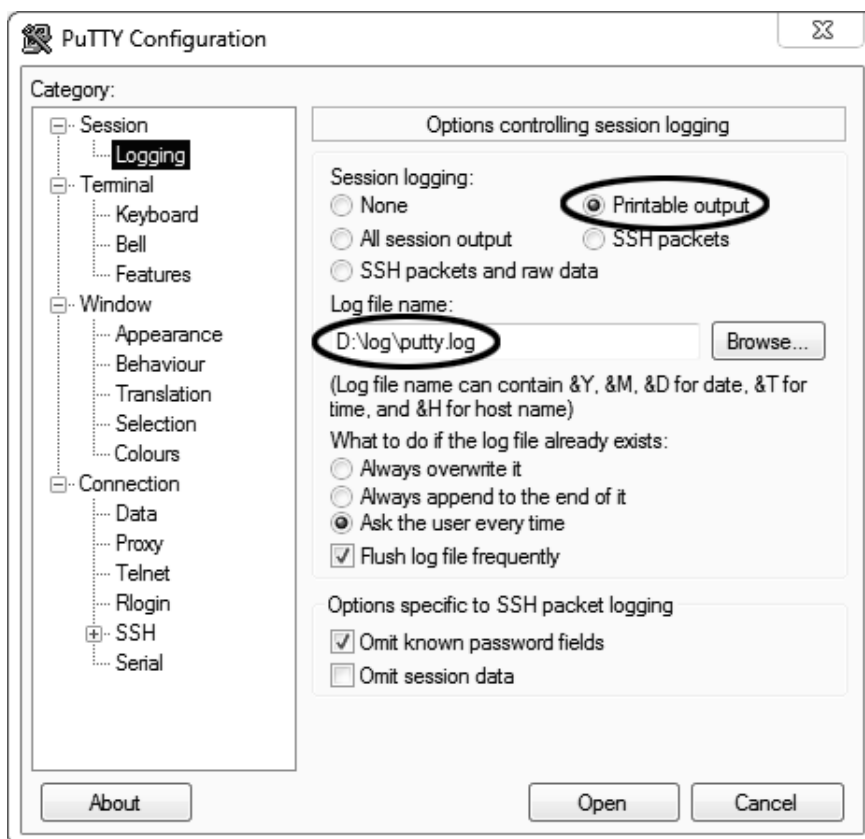 PuTTY Configuration
Category:
Session
Logging
Terminal
Keyboard
Bell
Features
Window
Appearance
Behaviour
Translation
Selection
Colours
Connection
Data
Proxy
Telnet
Rlogin
SSH
Serial
Options controlling session logging
Session logging:
None
Printable output
All session output
SSH packets
SSH packets and raw data
Log file name:
D:\log\putty.log
Browse...
(Log file name can contain &Y, &M, &D for date, &T for
time, and &H for host name)
What to do if the log file already exists:
Always overwrite it
Always append to the end of it
Ask the user every time
Flush log file frequently
Options specific to SSH packet logging
Omit known password fields
Omit session data
About
Open
Cancel